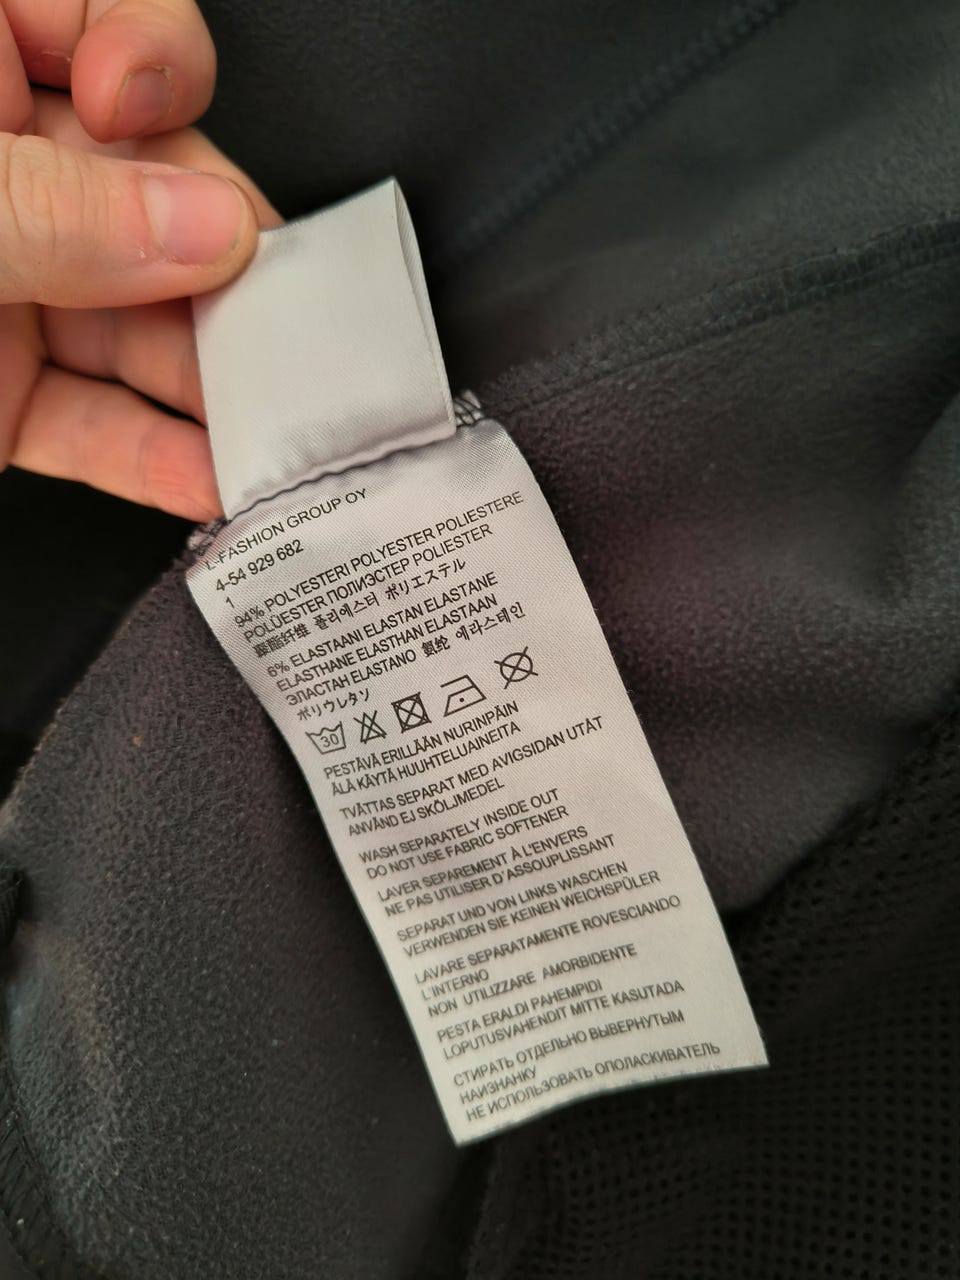 L-FASHION GROUP OY
4-54 929 682
1
94% POLYESTERI POLYESTER POLIESTERE
POLÜESTER ПОЛИЭСТЕР POLIESTER
聚酯纤维 폴리에스터 ポリエステル
6% ELASTAANI ELASTAN ELASTANE
ELASTHANE ELASTHAN ELASTAAN
ЭЛАСТАН ELASTANO 氨纶 에라스테인
ポリウレタン
30
PESTÄVÄ ERILLÄÄN NURINPÄIN
ÄLÄ KÄYTÄ HUUHTELUAINEITA
TVÄTTAS SEPARAT MED AVIGSIDAN UTÅT
ANVÄND EJ SKÖLJMEDEL
WASH SEPARATELY INSIDE OUT
DO NOT USE FABRIC SOFTENER
LAVER SEPAREMENT À L'ENVERS
NE PAS UTILISER D'ASSOUPLISSANT
SEPARAT UND VON LINKS WASCHEN
VERWENDEN SIE KEINEN WEICHSPÜLER
LAVARE SEPARATAMENTE ROVESCIANDO
L'INTERNO
NON UTILIZZARE AMORBIDENTE
PESTA ERALDI PAHEMPIDI
LOPUTUSVAHENDIT MITTE KASUTADA
СТИРАТЬ ОТДЕЛЬНО ВЫВЕРНУТЫМ
НАИЗНАНКУ
НЕ ИСПОЛЬЗОВАТЬ ОПОЛАСКИВАТЕЛЬ